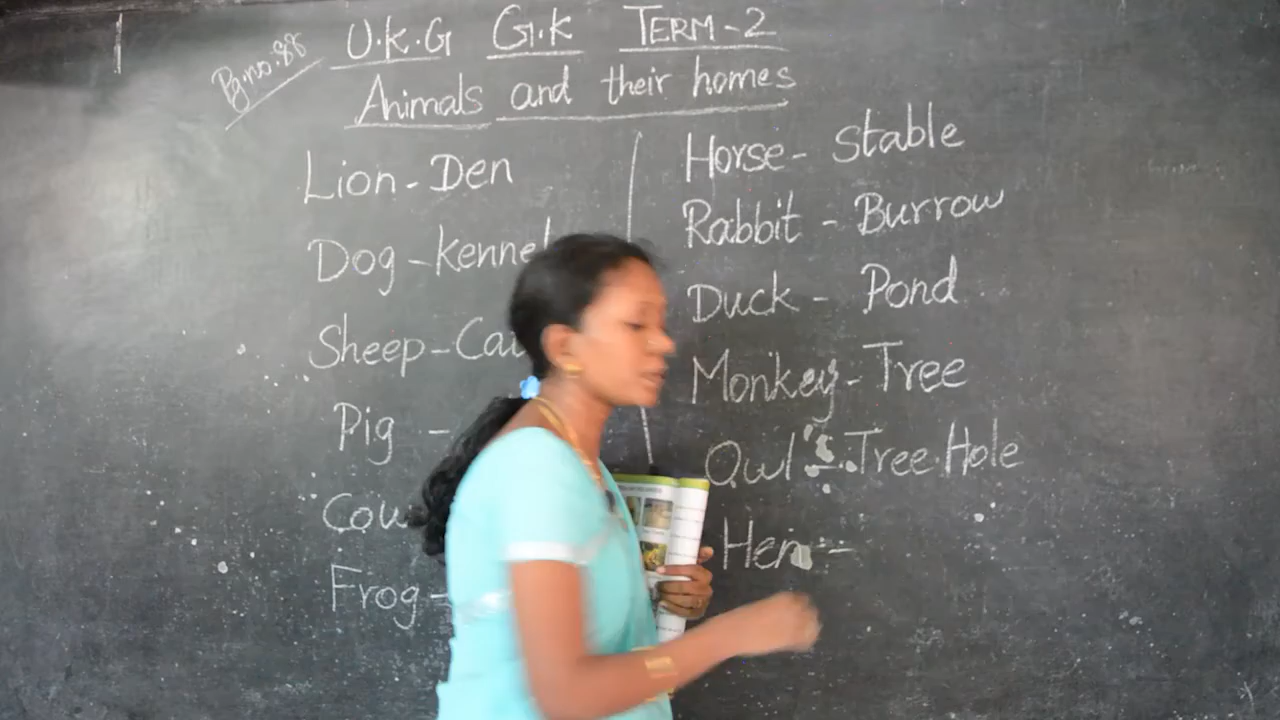 U.K.G G.K TERM-2
Pg.no:88
Animals and their homes
Lion - Den
Dog - Kennel
Sheep -
Pig -
Cow
Frog -
Horse - Stable
Rabbit - Burrow
Duck - Pond
Monkey - Tree
Owl - Tree Hole
Hen -